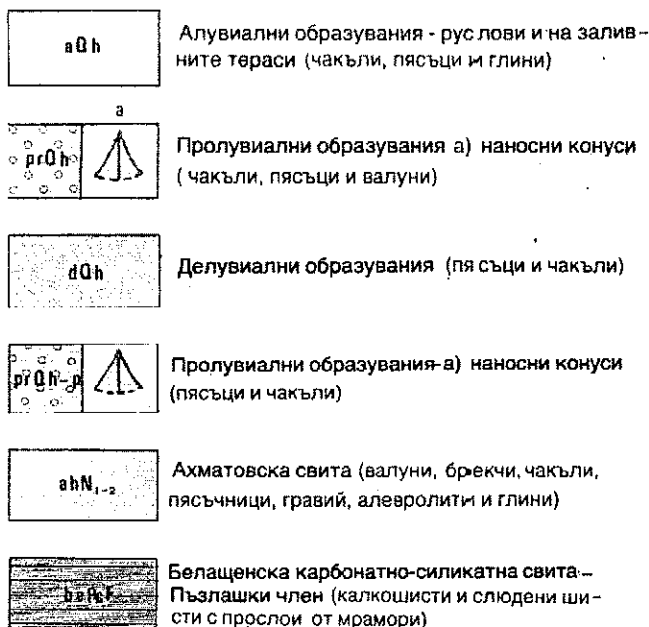 aQh
Алувиални образувания - руслови и на залив-
ните тераси (чакъли, пясъци и глини)
a
prQh
Пролувиални образувания а) наносни конуси
(чакъли, пясъци и валуни)
dQh
Делувиални образувания (пясъци и чакъли)
prQh-p
Пролувиални образувания-а) наносни конуси
(пясъци и чакъли)
ahN₁₋₂
Ахматовска свита (валуни, брекчи, чакъли,
пясъчници, гравий, алевролити и глини)
Белащенска карбонатно-силикатна свита-
Пъзлашки член (калкошисти и слюдени ши-
сти с прослои от мрамори)